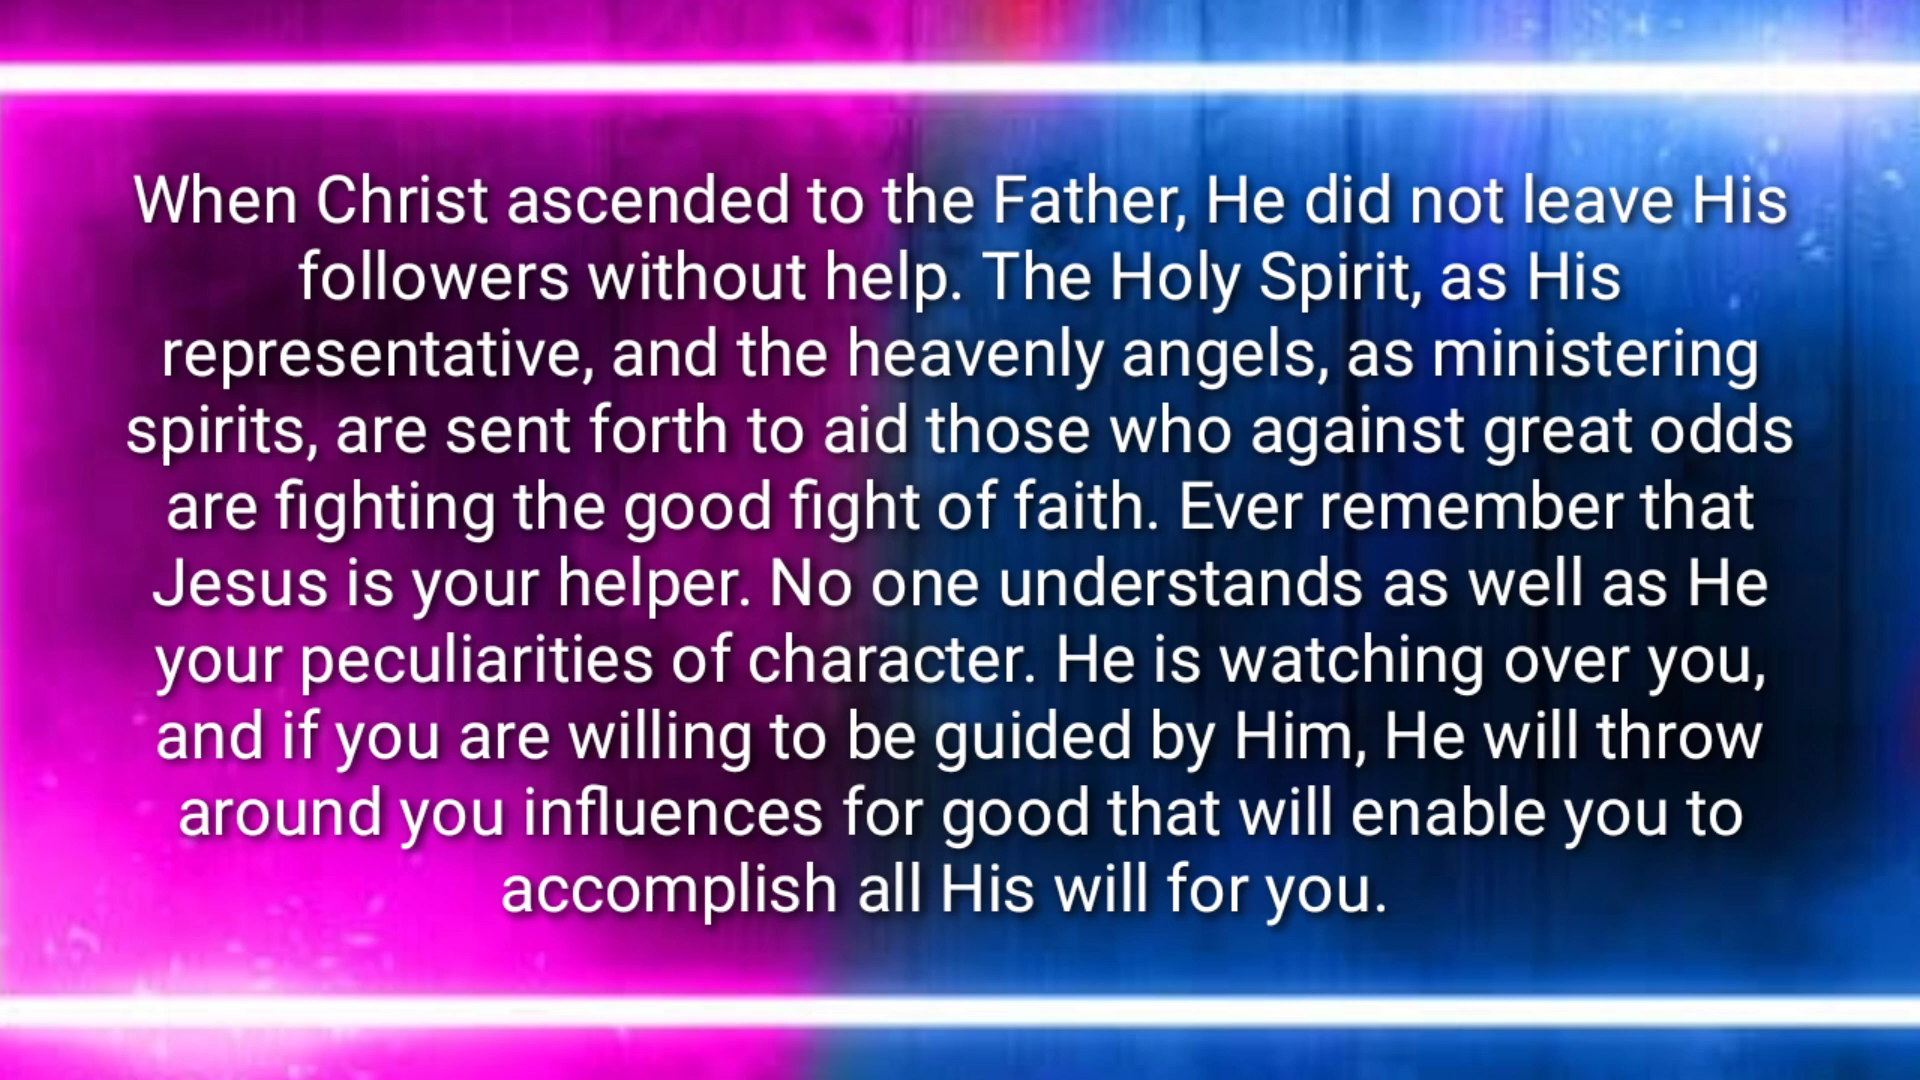 When Christ ascended to the Father, He did not leave His
followers without help. The Holy Spirit, as His
representative, and the heavenly angels, as ministering
spirits, are sent forth to aid those who against great odds
are fighting the good fight of faith. Ever remember that
Jesus is your helper. No one understands as well as He
your peculiarities of character. He is watching over you,
and if you are willing to be guided by Him, He will throw
around you influences for good that will enable you to
accomplish all His will for you.